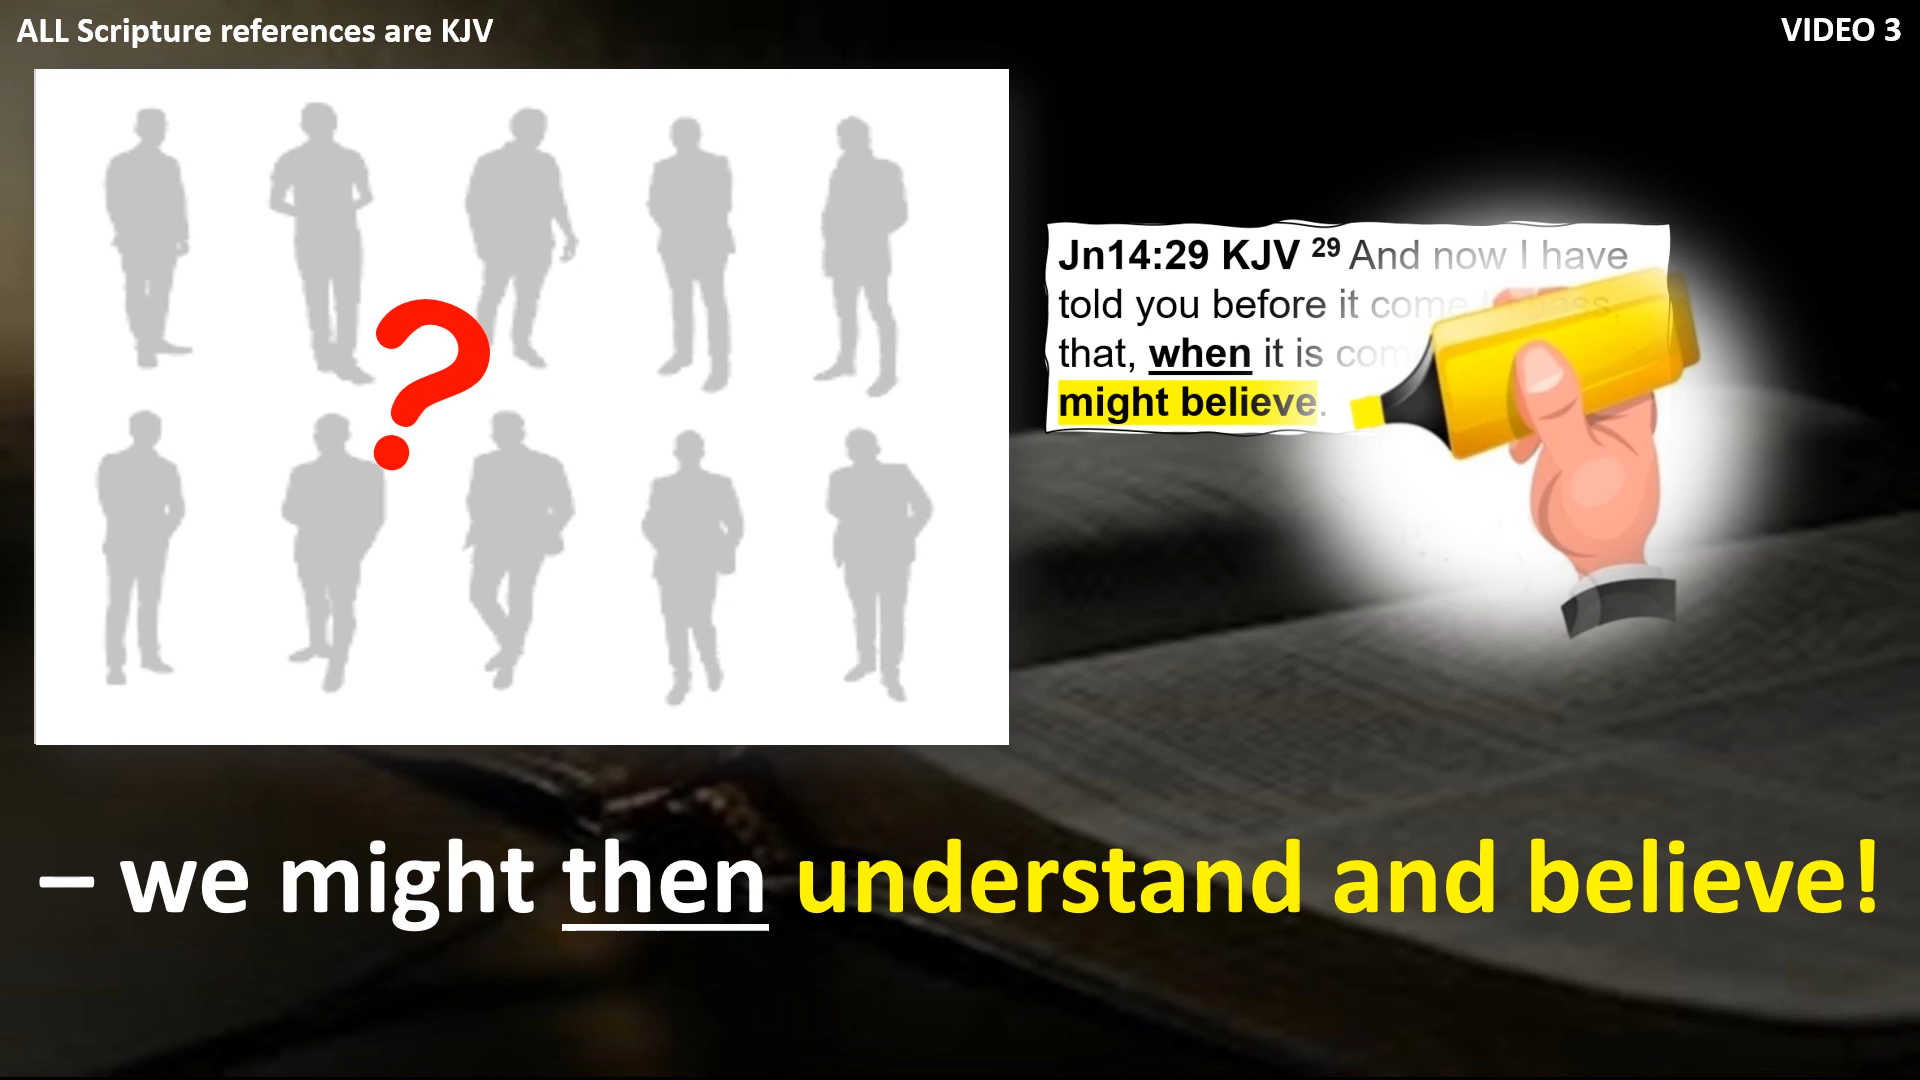 ALL Scripture references are KJV
VIDEO 3
Jn14:29 KJV 29 And now I have
told you before it come
that, when it is com
might believe.
– we might then understand and believe!